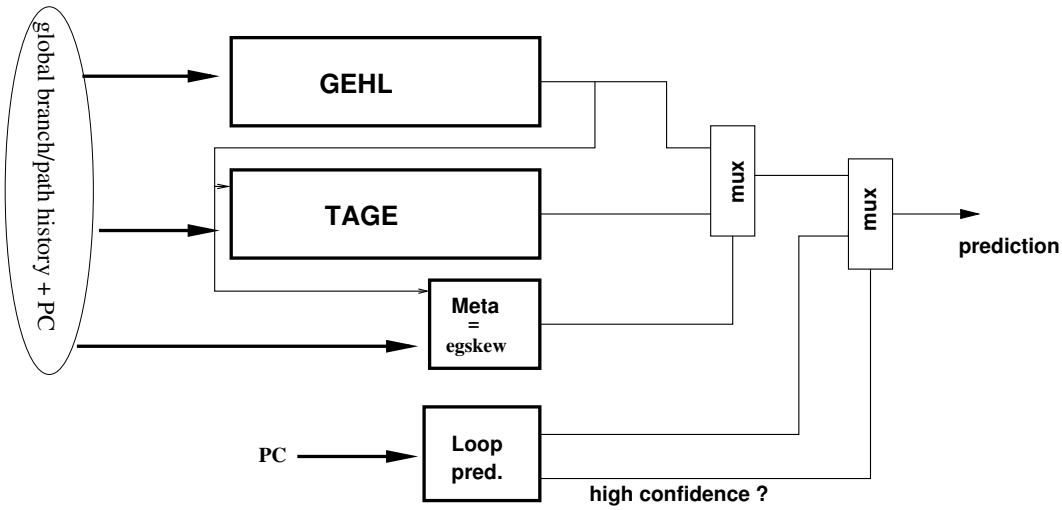 global branch/path history + PC
GEHL
TAGE
Meta
=
egskew
PC
Loop
pred.
high confidence ?
mux
mux
prediction